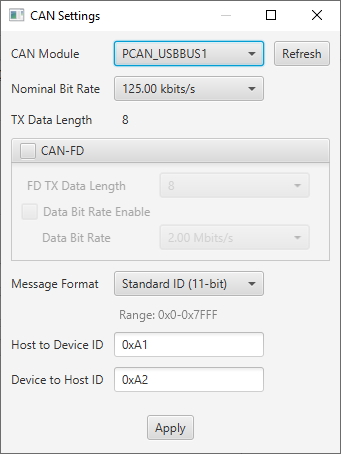 CAN Settings
CAN Module PCAN_USBBUS1 Refresh
Nominal Bit Rate 125.00 kbits/s
TX Data Length 8
CAN-FD
FD TX Data Length 8
Data Bit Rate Enable
Data Bit Rate 2.00 Mbits/s
Message Format Standard ID (11-bit)
Range: 0x0-0x7FFF
Host to Device ID 0xA1
Device to Host ID 0xA2
Apply